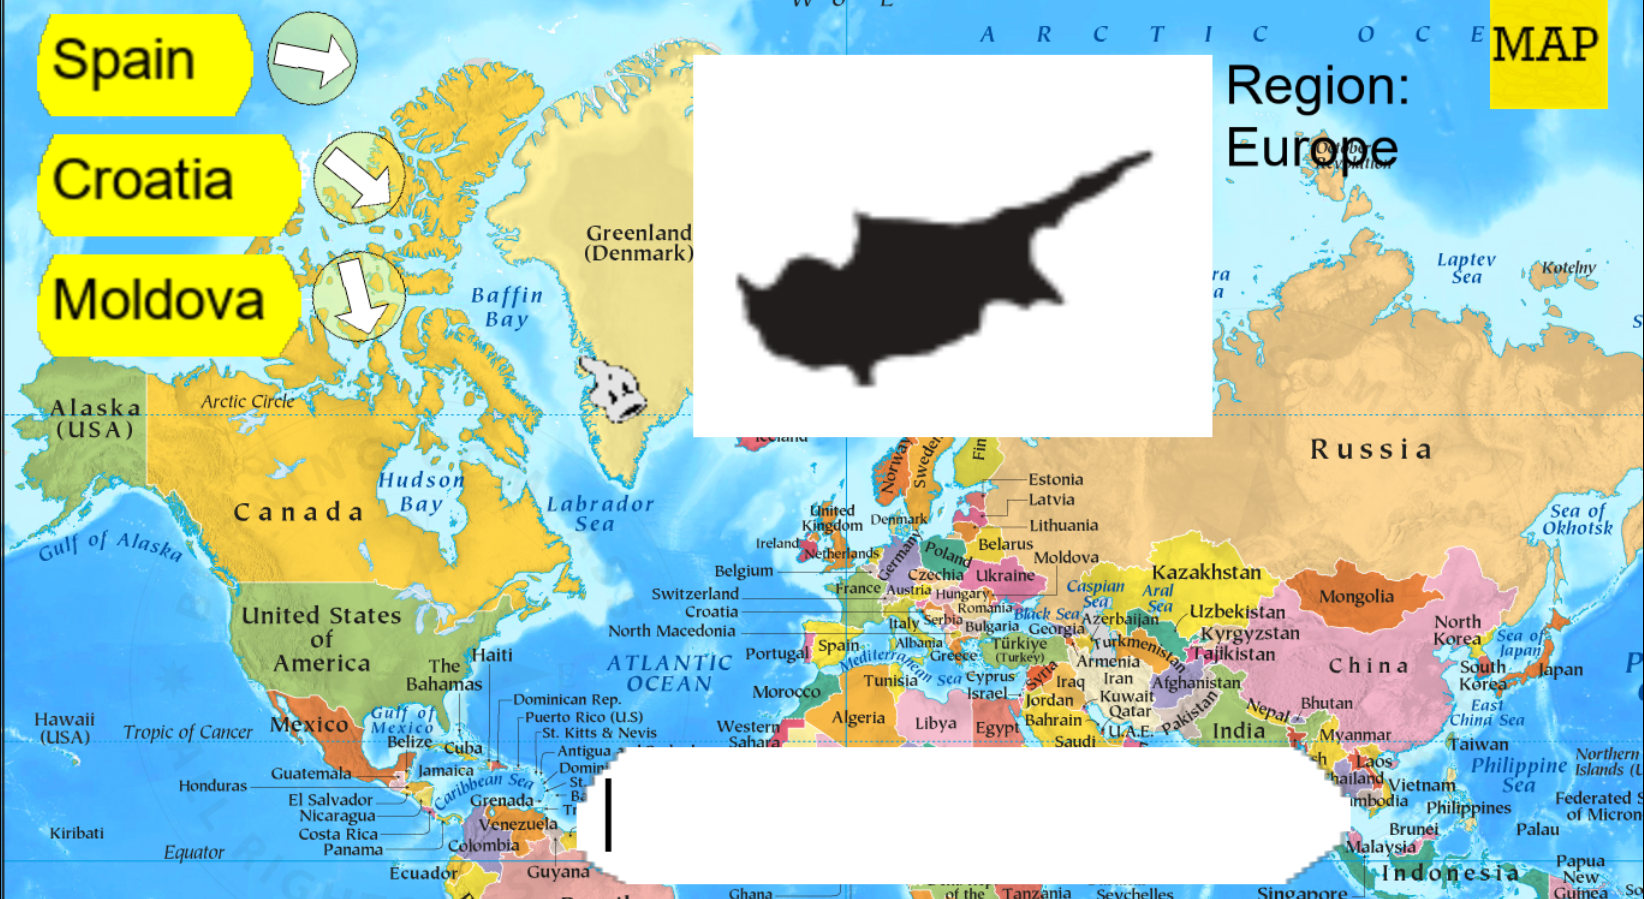 W O L
A R C T I C O C E
MAP
Spain
Region:
Europe
Croatia
October
Revolution
Greenland
(Denmark)
Moldova
Laptev
Sea
Kotelny
Baffin
Bay
Alaska
(USA)
Arctic Circle
Iceland
Russia
Norway
Sweden
Fin
Hudson
Bay
Canada
Labrador
Sea
Gulf of Alaska
Estonia
Latvia
Lithuania
United
Kingdom
Denmark
Ireland
Netherlands
Germany
Poland
Belarus
Moldova
Belgium
Czechia
Ukraine
Switzerland
France
Austria
Hungary
Croatia
Romania
Black Sea
Caspian
Sea
Aral
Sea
Kazakhstan
Mongolia
Sea of
Okhotsk
United States
of
America
North Macedonia
Italy
Serbia
Bulgaria
Georgia
Azerbaijan
Uzbekistan
Kyrgyzstan
Tajikistan
North
Korea
Sea of
Japan
Portugal
Spain
Albania
Greece
Türkiye
(Turkey)
Armenia
Turkmenistan
China
South
Korea
Japan
The
Bahamas
Haiti
ATLANTIC
OCEAN
Mediterranean Sea
Tunisia
Cyprus
Israel
Syria
Iraq
Iran
Afghanistan
Morocco
Jordan
Kuwait
Qatar
Pakistan
Nepal
Bhutan
East
China Sea
Hawaii
(USA)
Tropic of Cancer
Mexico
Gulf of
Mexico
Dominican Rep.
Puerto Rico (U.S)
St. Kitts & Nevis
Antigua
Western
Sahara
Algeria
Libya
Egypt
Bahrain
Saudi
U.A.E.
India
Myanmar
Taiwan
Belize
Cuba
Guatemala
Jamaica
Caribbean Sea
Domin
St.
Ba
Tr
Laos
Vietnam
Philippine
Sea
Northern
Islands (U
Honduras
El Salvador
Nicaragua
Grenada
Philippines
Federated S
of Micron
Kiribati
Costa Rica
Panama
Venezuela
Colombia
Brunei
Malaysia
Palau
Equator
Ecuador
Guyana
Indonesia
Papua
New
Guinea
Ghana
of the
Tanzania
Seychelles
Singapore